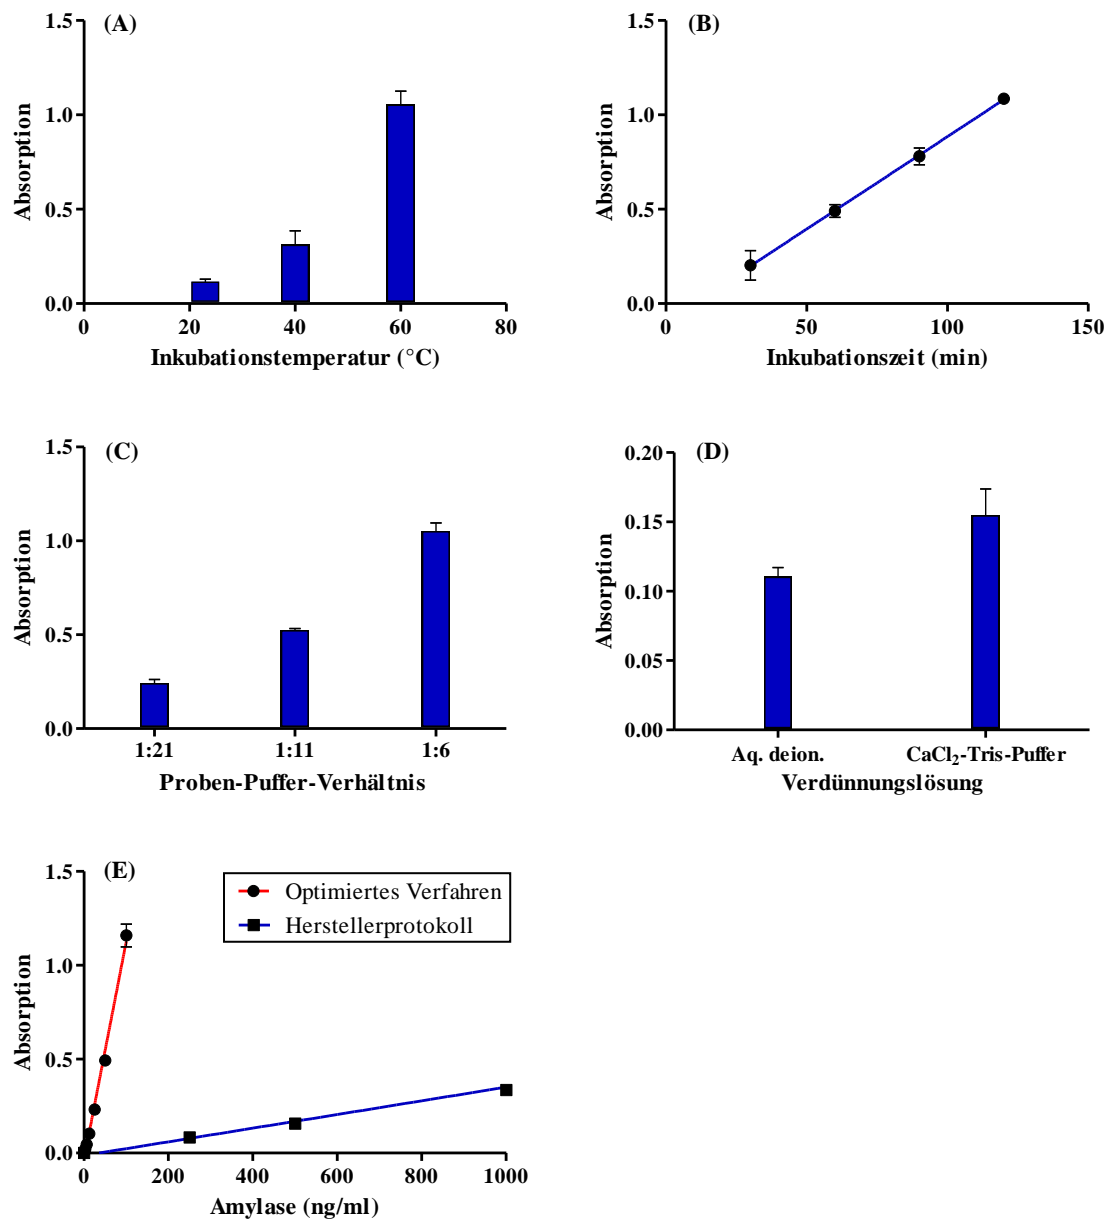 (A)
1.5
1.0
0.5
0.0
Absorption
0 20 40 60 80
Inkubationstemperatur (°C)
(B)
1.5
1.0
0.5
0.0
Absorption
0 50 100 150
Inkubationszeit (min)
(C)
1.5
1.0
0.5
0.0
Absorption
1:21 1:11 1:6
Proben-Puffer-Verhältnis
(D)
0.20
0.15
0.10
0.05
0.00
Absorption
Aq. deion. CaCl₂-Tris-Puffer
Verdünnungslösung
(E)
1.5
1.0
0.5
0.0
Absorption
Optimiertes Verfahren
Herstellerprotokoll
0 200 400 600 800 1000
Amylase (ng/ml)